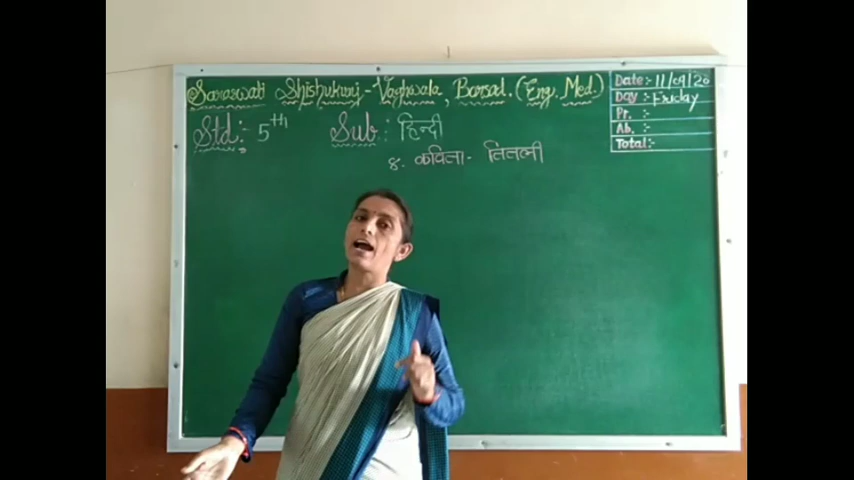 Saraswati Shishukunj - Vaghwala, Borsad. (Eng. Med.)
Std:- 5th Sub: हिन्दी
8. कविता - तितली
Date:- 11/09/20
Day:- Friday
Pr. :-
Ab. :-
Total:-